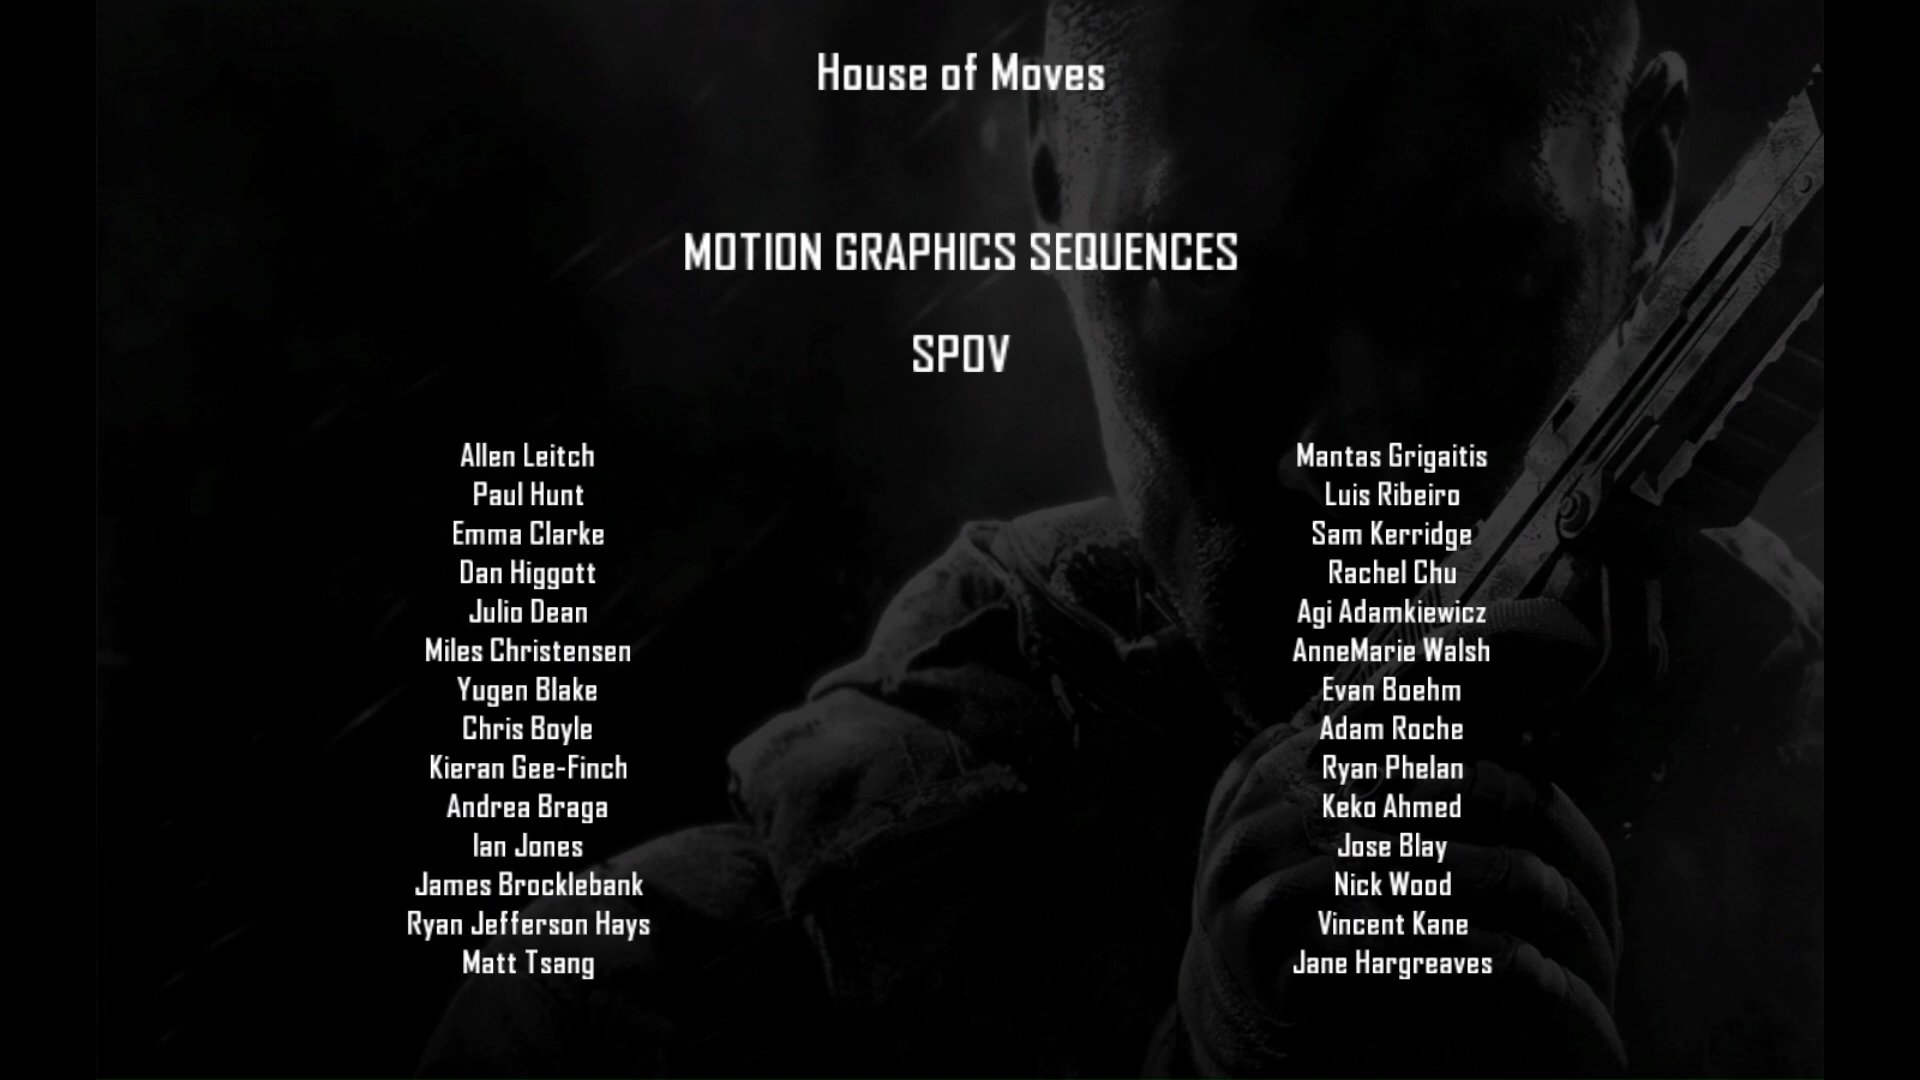 House of Moves
MOTION GRAPHICS SEQUENCES
SPOV
Allen Leitch
Paul Hunt
Emma Clarke
Dan Higgott
Julio Dean
Miles Christensen
Yugen Blake
Chris Boyle
Kieran Gee-Finch
Andrea Braga
Ian Jones
James Brocklebank
Ryan Jefferson Hays
Matt Tsang
Mantas Grigaitis
Luis Ribeiro
Sam Kerridge
Rachel Chu
Agi Adamkiewicz
AnneMarie Walsh
Evan Boehm
Adam Roche
Ryan Phelan
Keko Ahmed
Jose Blay
Nick Wood
Vincent Kane
Jane Hargreaves